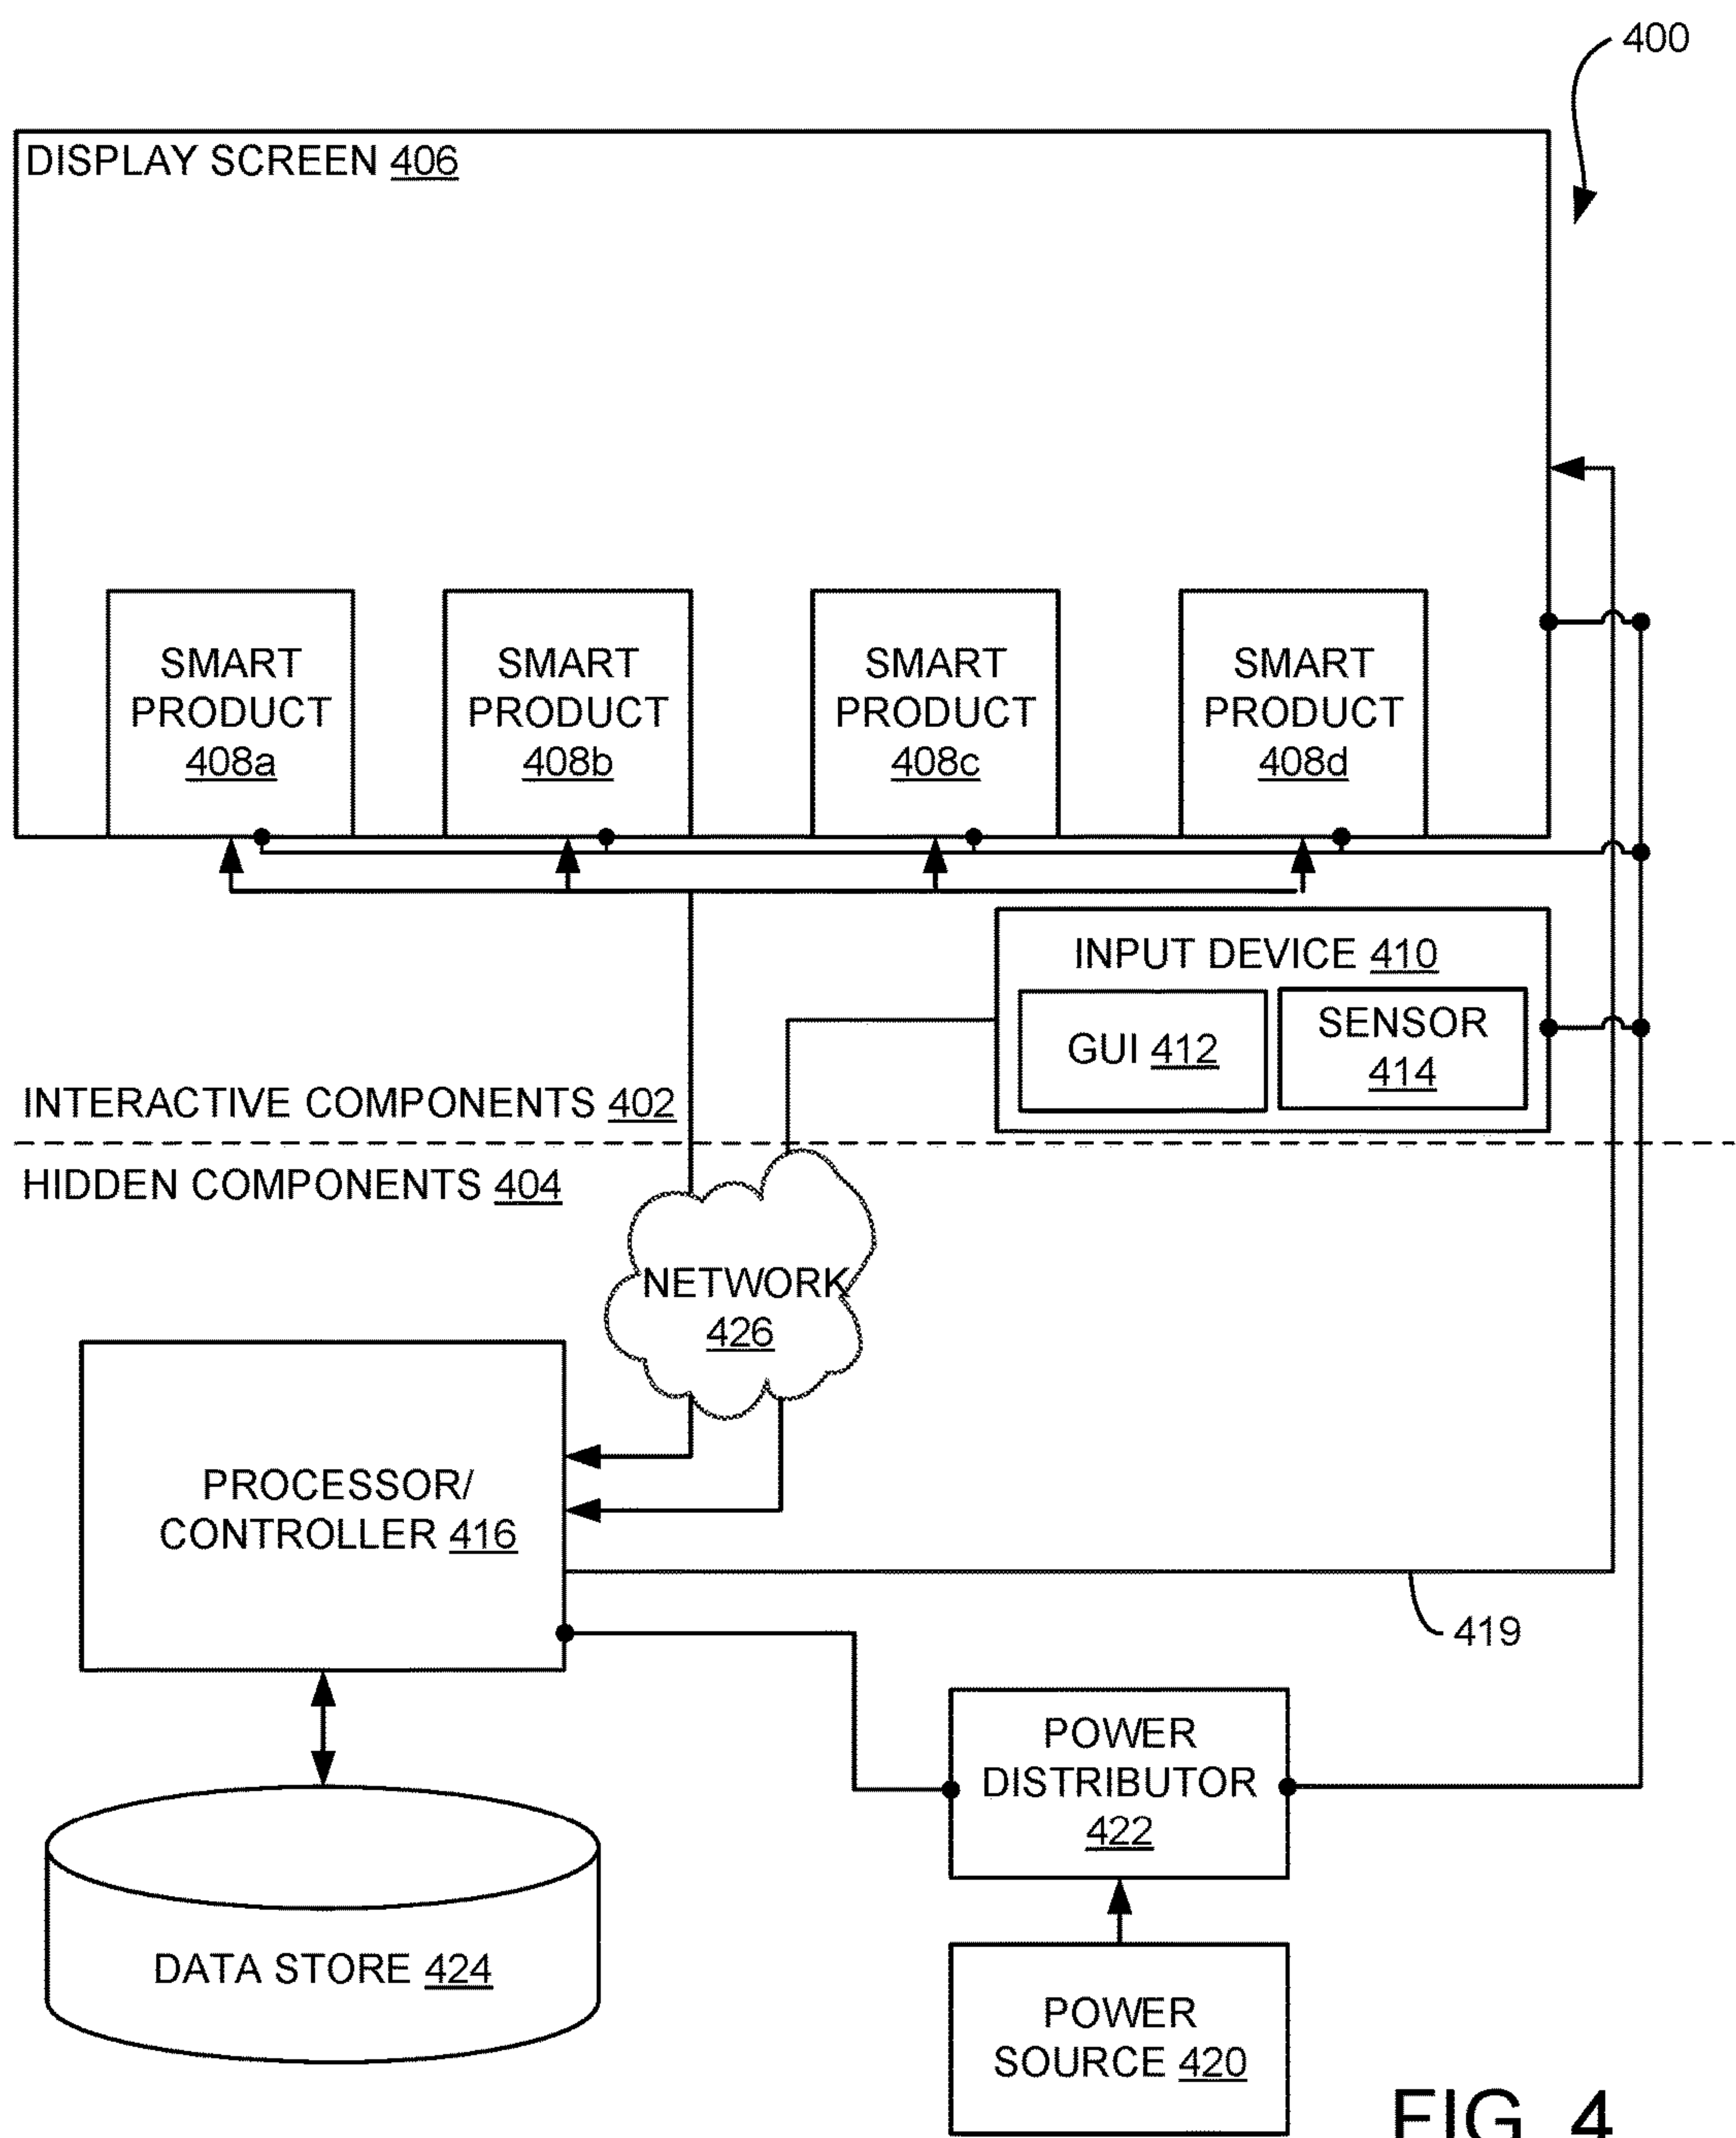 400
DISPLAY SCREEN 406
SMART
PRODUCT
408a
SMART
PRODUCT
408b
SMART
PRODUCT
408c
SMART
PRODUCT
408d
INPUT DEVICE 410
GUI 412
SENSOR
414
INTERACTIVE COMPONENTS 402
HIDDEN COMPONENTS 404
NETWORK
426
PROCESSOR/
CONTROLLER 416
419
POWER
DISTRIBUTOR
422
DATA STORE 424
POWER
SOURCE 420
FIG. 4